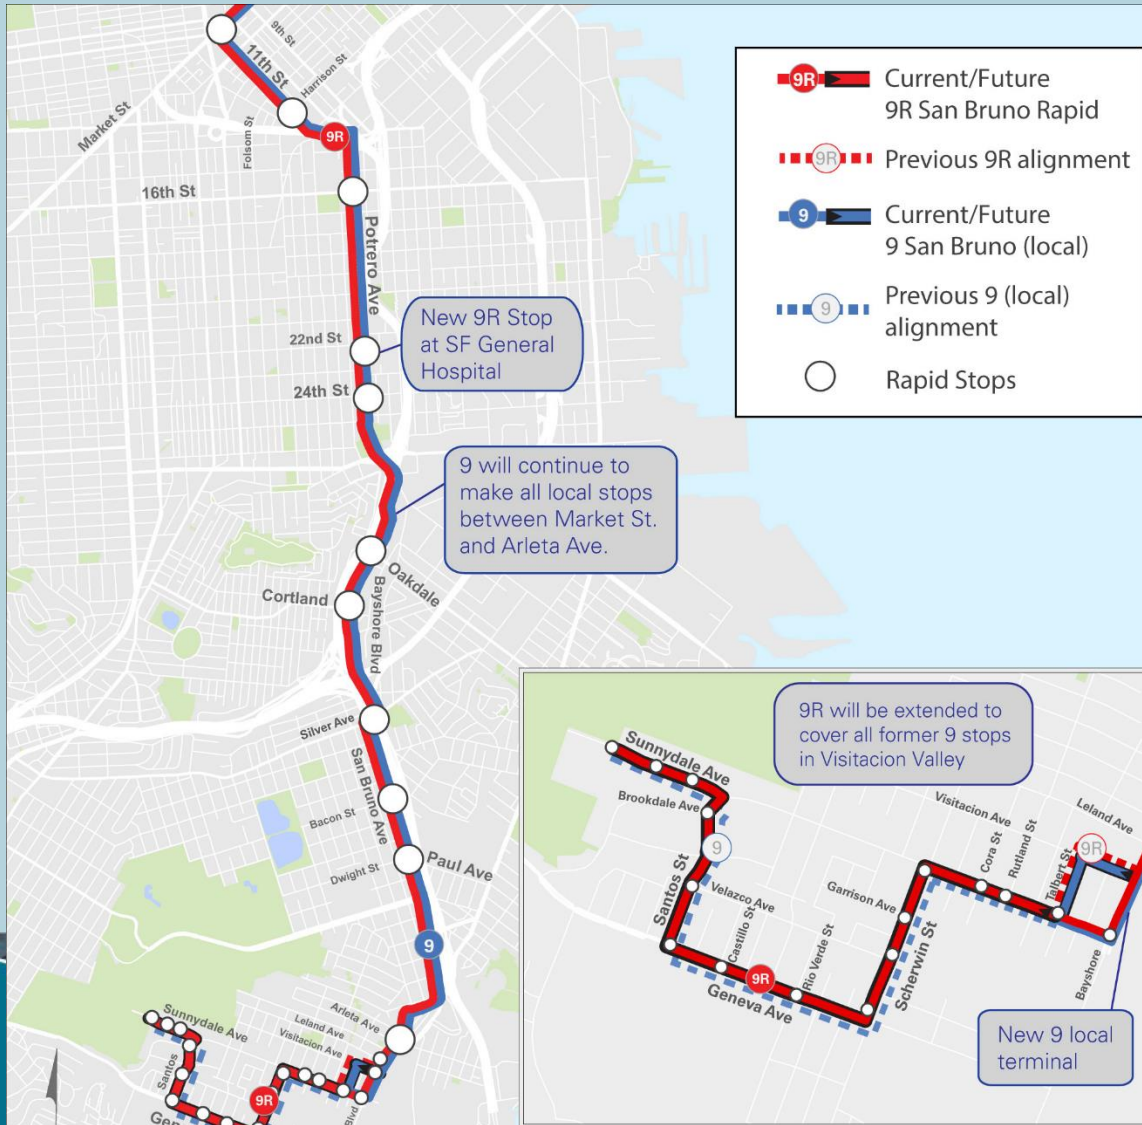 9th St
11th St
Harrison St
Market St
Folsom St
9R
16th St
Potrero Ave
New 9R Stop
at SF General
Hospital
22nd St
24th St
9 will continue to
make all local stops
between Market St.
and Arleta Ave.
Oakdale
Cortland
Bayshore Blvd
Silver Ave
San Bruno Ave
Bacon St
Dwight St
Paul Ave
9
Arleta Ave
Leland Ave
Visitacion Ave
Sunnydale Ave
Santos
Gen
9R
Blvd
9R
Current/Future
9R San Bruno Rapid
9R
Previous 9R alignment
9
Current/Future
9 San Bruno (local)
9
Previous 9 (local)
alignment
Rapid Stops
9R will be extended to
cover all former 9 stops
in Visitacion Valley
Sunnydale Ave
Brookdale Ave
9
Santos St
Velazco Ave
Castillo St
9R
Geneva Ave
Rio Verde St
Garrison Ave
Scherwin St
Visitacion Ave
Cora St
Rutland St
Talbert St
Leland Ave
9R
Bayshore
New 9 local
terminal